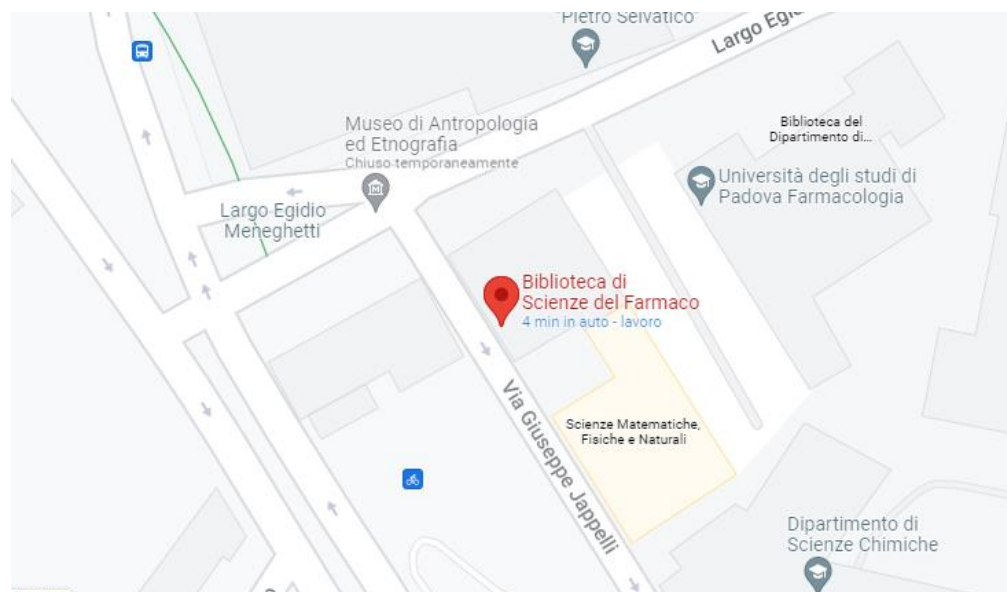 "Pietro Selvatico"
Largo Egi
Museo di Antropologia
ed Etnografia
Chiuso temporaneamente
Biblioteca del
Dipartimento di...
Università degli studi di
Padova Farmacologia
Largo Egidio
Meneghetti
Biblioteca di
Scienze del Farmaco
4 min in auto - lavoro
Via Giuseppe Jappelli
Scienze Matematiche,
Fisiche e Naturali
Dipartimento di
Scienze Chimiche